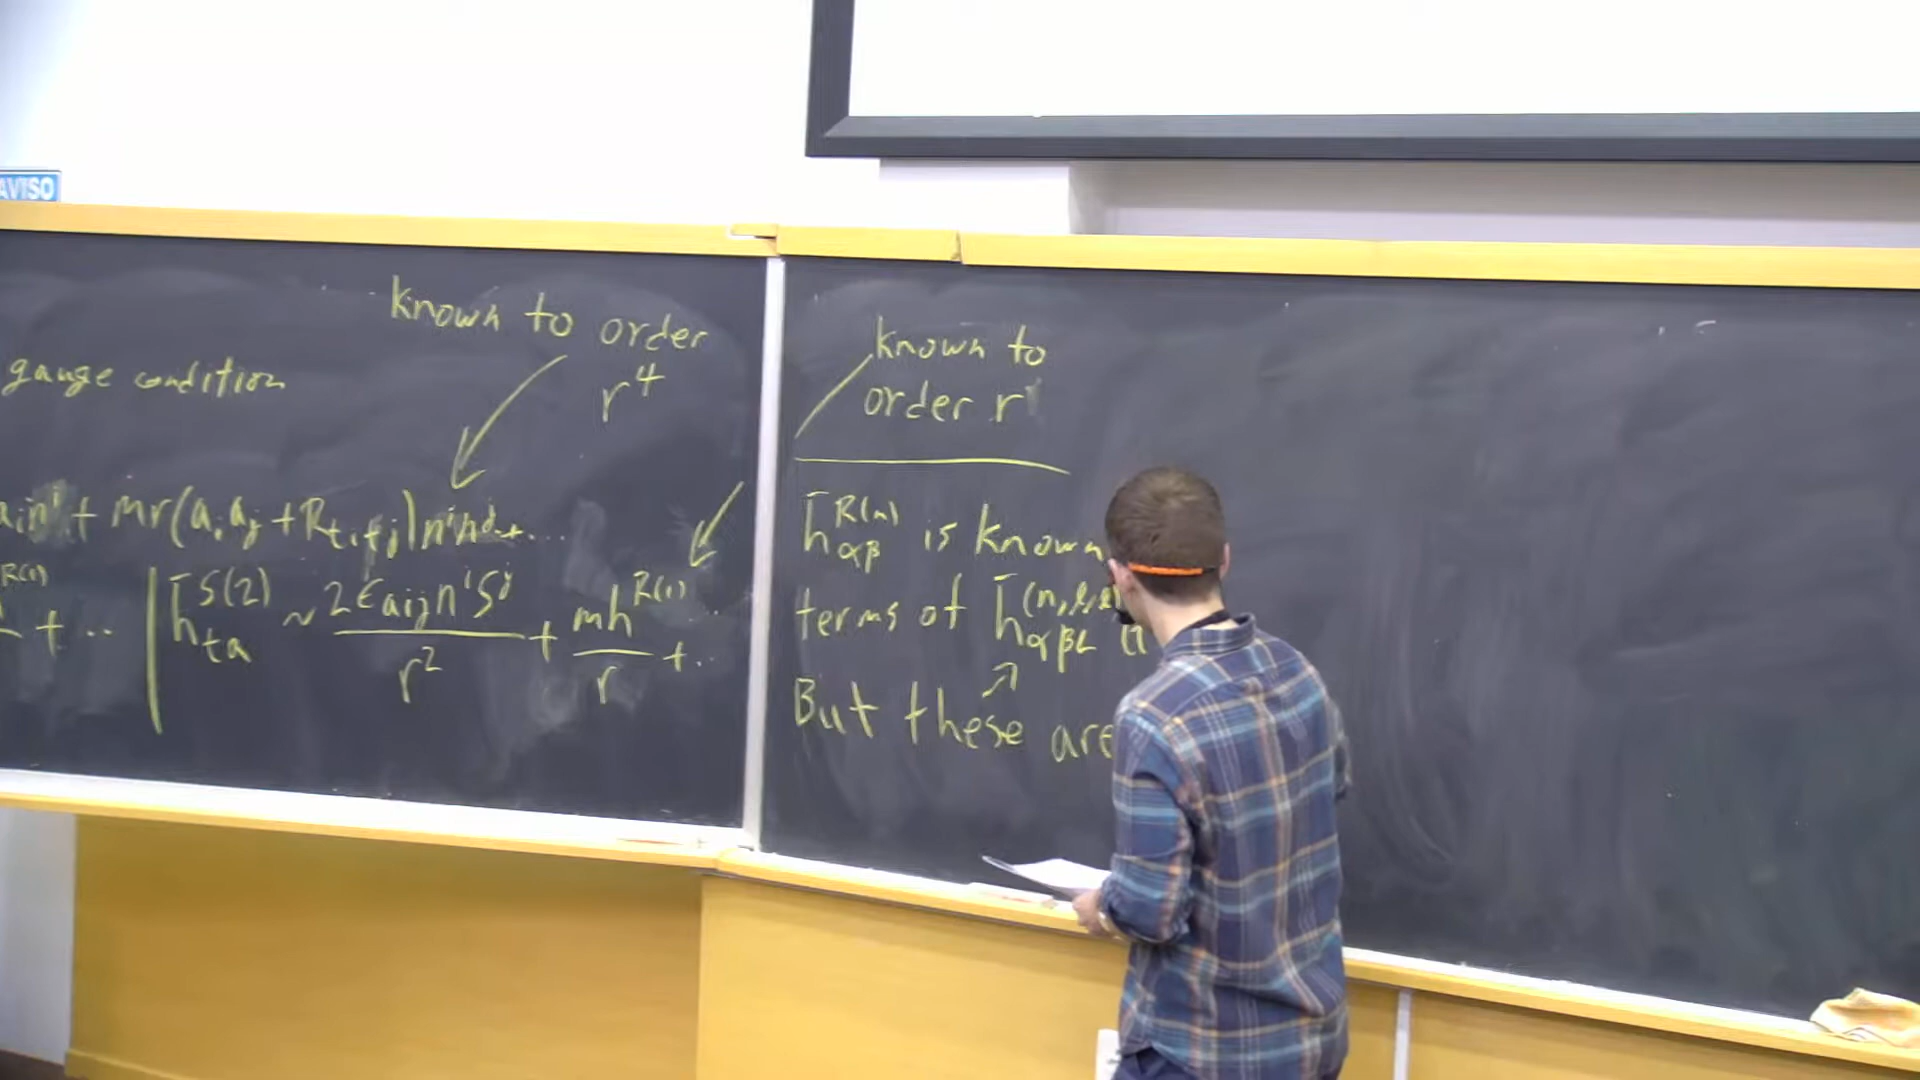 AVISO
known to order
r⁴
gauge condition
+ mr(aᵢaⱼ + R_{titj})nⁱnʲ + ...
R(1)
+ ..
h̄^{S(2)}_{ta} ~ 2ε_{aij}nⁱSʲ / r² + mh^{R(1)} / r + ..
known to
order r
h̄^{R(n)}_{αβ} is known
terms of h̄^{(n,ℓ,
αβL
But these are